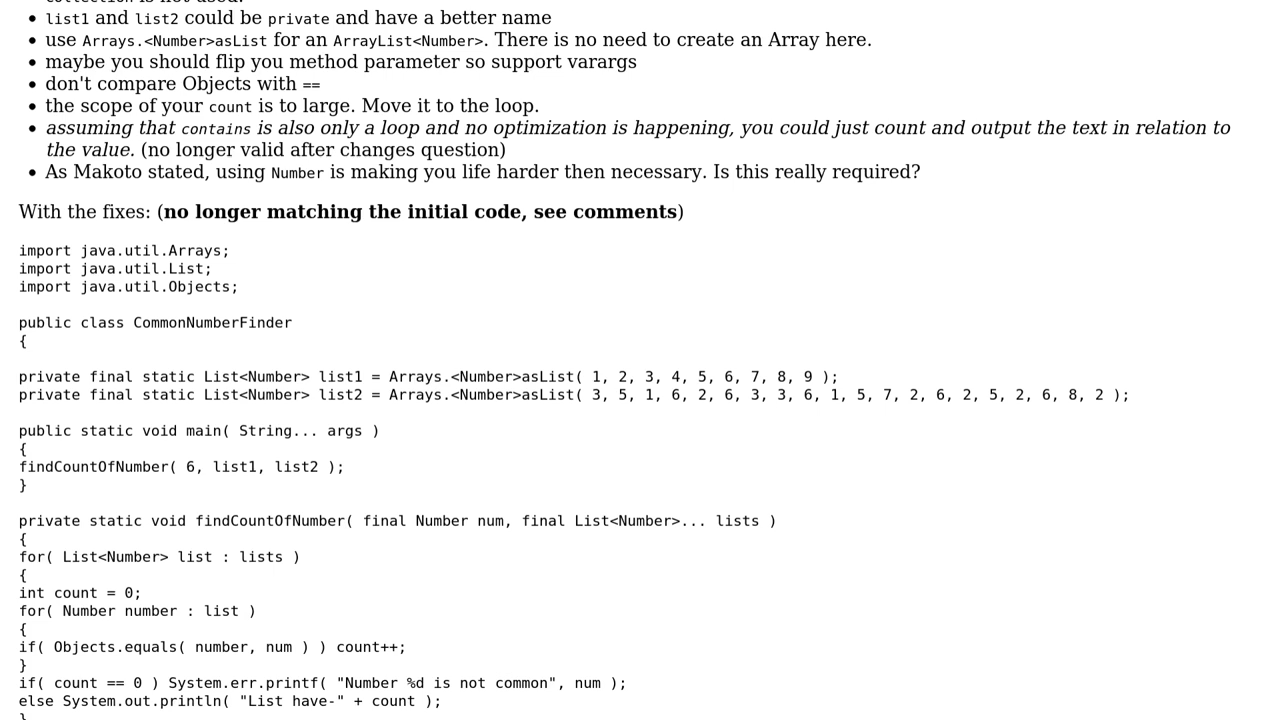 collection is not used.
list1 and list2 could be private and have a better name
use Arrays.<Number>asList for an ArrayList<Number>. There is no need to create an Array here.
maybe you should flip you method parameter so support varargs
don't compare Objects with ==
the scope of your count is to large. Move it to the loop.
assuming that contains is also only a loop and no optimization is happening, you could just count and output the text in relation to
the value. (no longer valid after changes question)
As Makoto stated, using Number is making you life harder then necessary. Is this really required?
With the fixes: (no longer matching the initial code, see comments)
import java.util.Arrays;
import java.util.List;
import java.util.Objects;
public class CommonNumberFinder
{
private final static List<Number> list1 = Arrays.<Number>asList( 1, 2, 3, 4, 5, 6, 7, 8, 9 );
private final static List<Number> list2 = Arrays.<Number>asList( 3, 5, 1, 6, 2, 6, 3, 3, 6, 1, 5, 7, 2, 6, 2, 5, 2, 6, 8, 2 );
public static void main( String... args )
{
findCountOfNumber( 6, list1, list2 );
}
private static void findCountOfNumber( final Number num, final List<Number>... lists )
{
for( List<Number> list : lists )
{
int count = 0;
for( Number number : list )
{
if( Objects.equals( number, num ) ) count++;
}
if( count == 0 ) System.err.printf( "Number %d is not common", num );
else System.out.println( "List have-" + count );
}